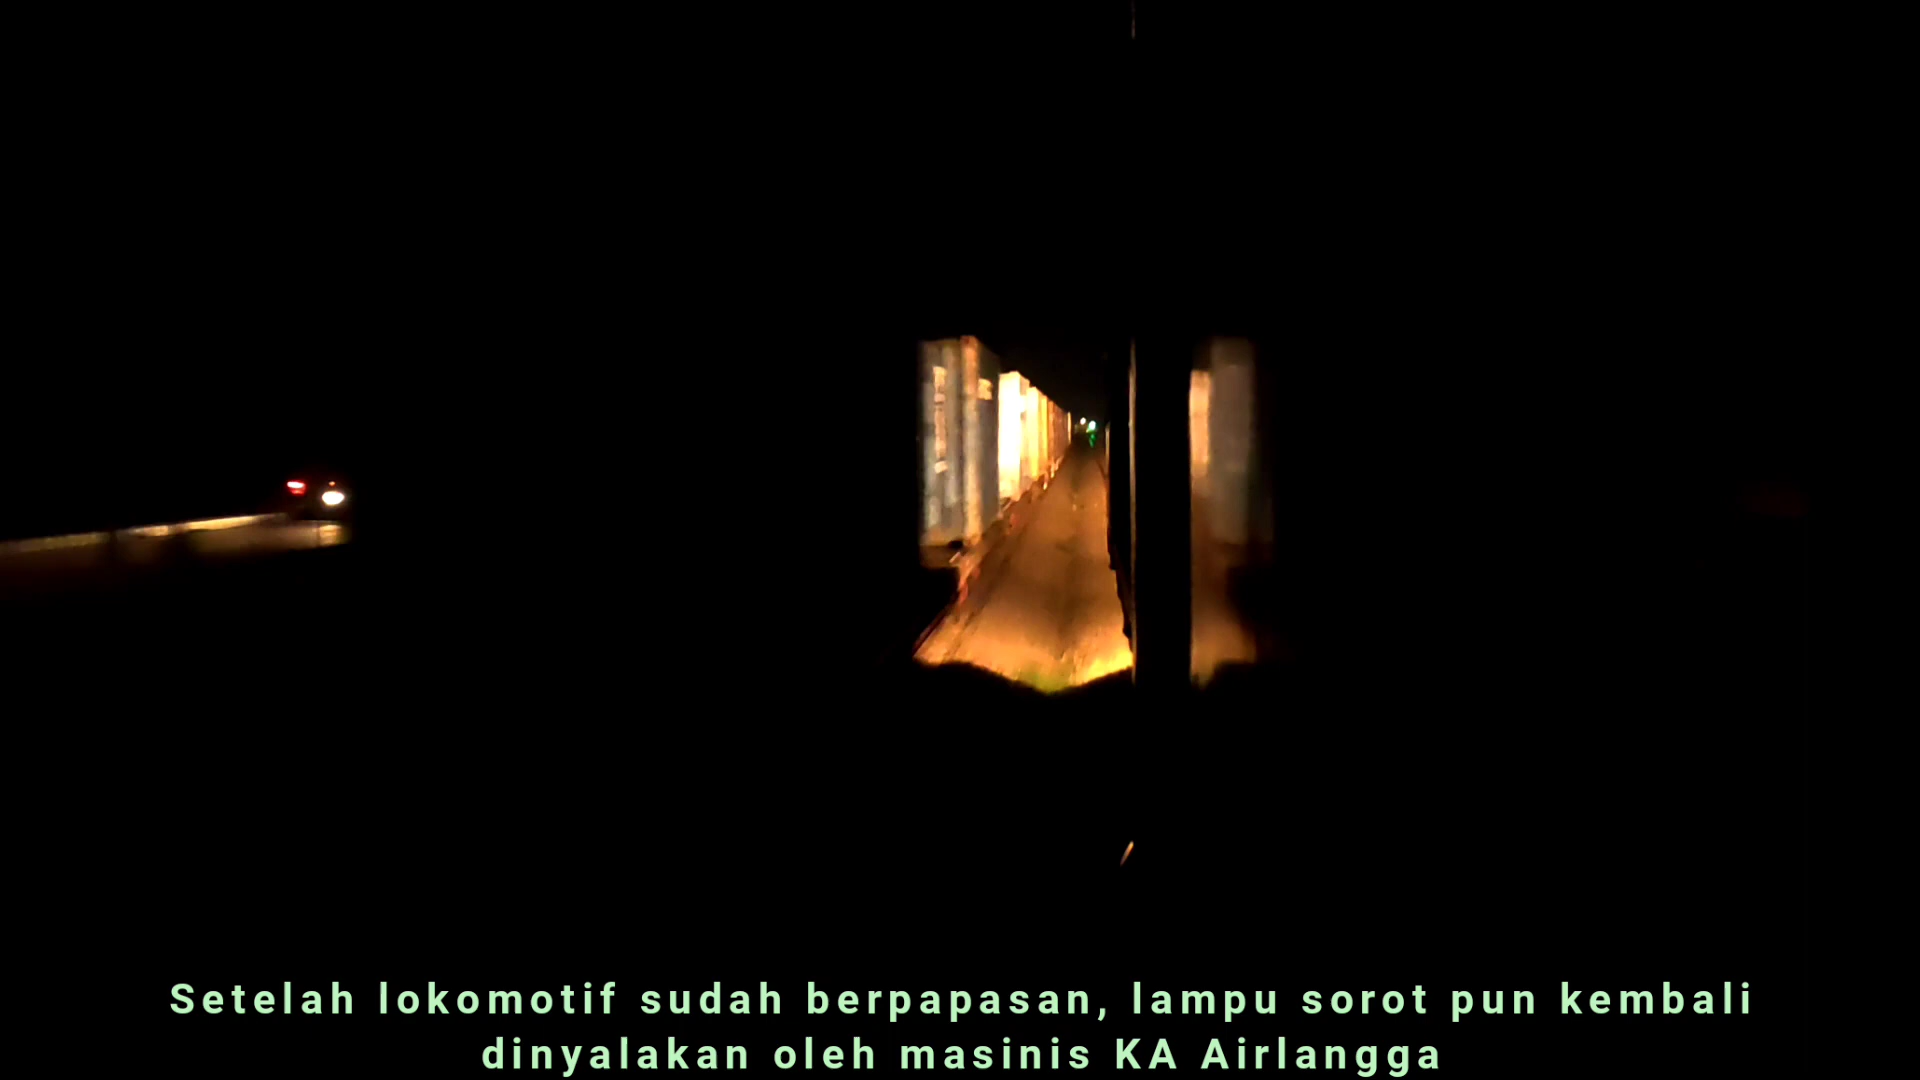 Setelah lokomotif sudah berpapasan, lampu sorot pun kembali
dinyalakan oleh masinis KA Airlangga